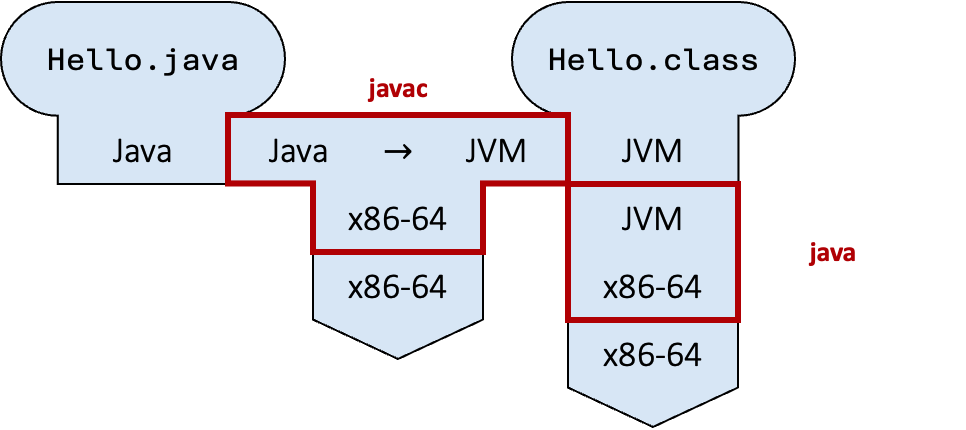 Hello.java
Hello.class
javac
Java
Java → JVM
JVM
x86-64
JVM
java
x86-64
x86-64
x86-64